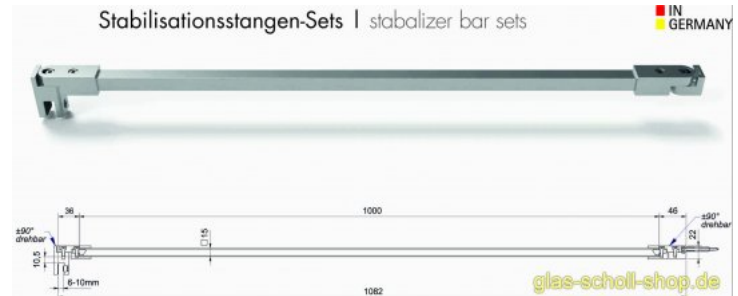 Stabilisationsstangen-Sets | stabalizer bar sets
IN
GERMANY
36
1000
46
±90°
drehbar
±90°
drehbar
15
22
10,5
6-10mm
1082
glas-scholl-shop.de